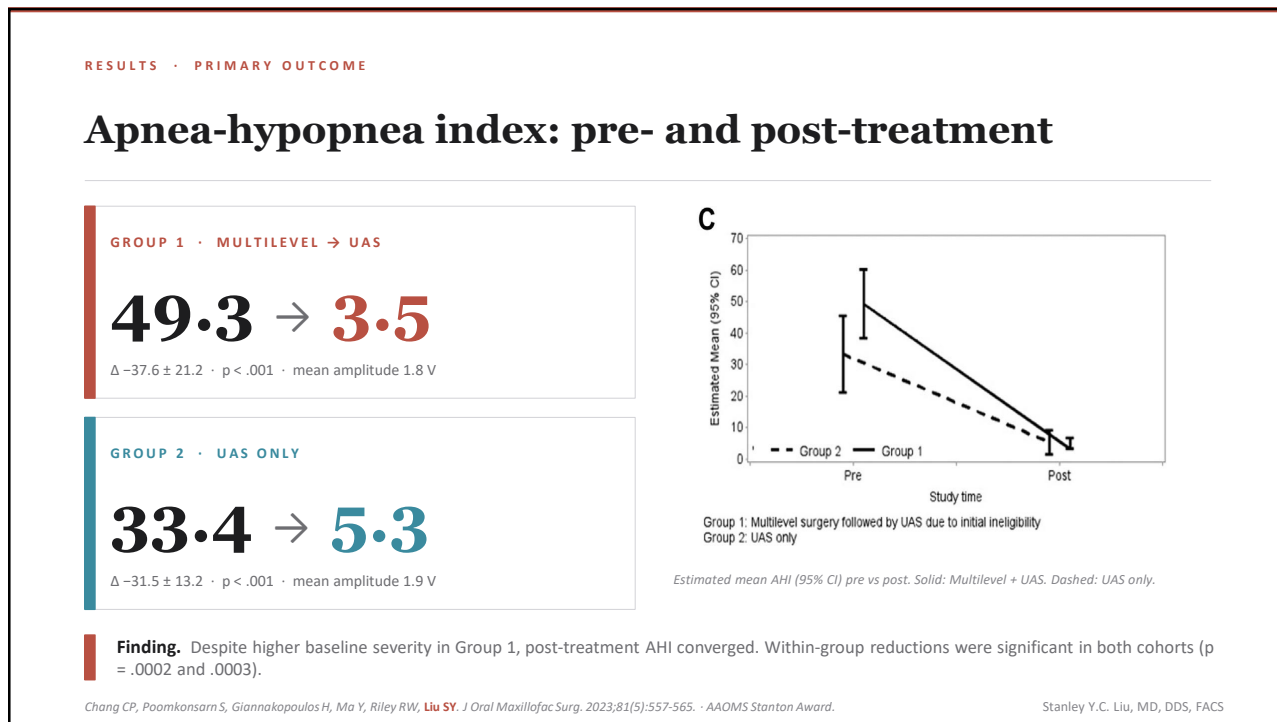 RESULTS · PRIMARY OUTCOME
Apnea-hypopnea index: pre- and post-treatment
GROUP 1 · MULTILEVEL → UAS
49·3 → 3·5
Δ −37.6 ± 21.2 · p < .001 · mean amplitude 1.8 V
GROUP 2 · UAS ONLY
33·4 → 5·3
Δ −31.5 ± 13.2 · p < .001 · mean amplitude 1.9 V
C
Estimated Mean (95% CI)
70
60
50
40
30
20
10
0
Group 2 Group 1
Pre Post
Study time
Group 1: Multilevel surgery followed by UAS due to initial ineligibility
Group 2: UAS only
Estimated mean AHI (95% CI) pre vs post. Solid: Multilevel + UAS. Dashed: UAS only.
Finding. Despite higher baseline severity in Group 1, post-treatment AHI converged. Within-group reductions were significant in both cohorts (p
= .0002 and .0003).
Chang CP, Poomkonsarn S, Giannakopoulos H, Ma Y, Riley RW, Liu SY. J Oral Maxillofac Surg. 2023;81(5):557-565. · AAOMS Stanton Award.
Stanley Y.C. Liu, MD, DDS, FACS